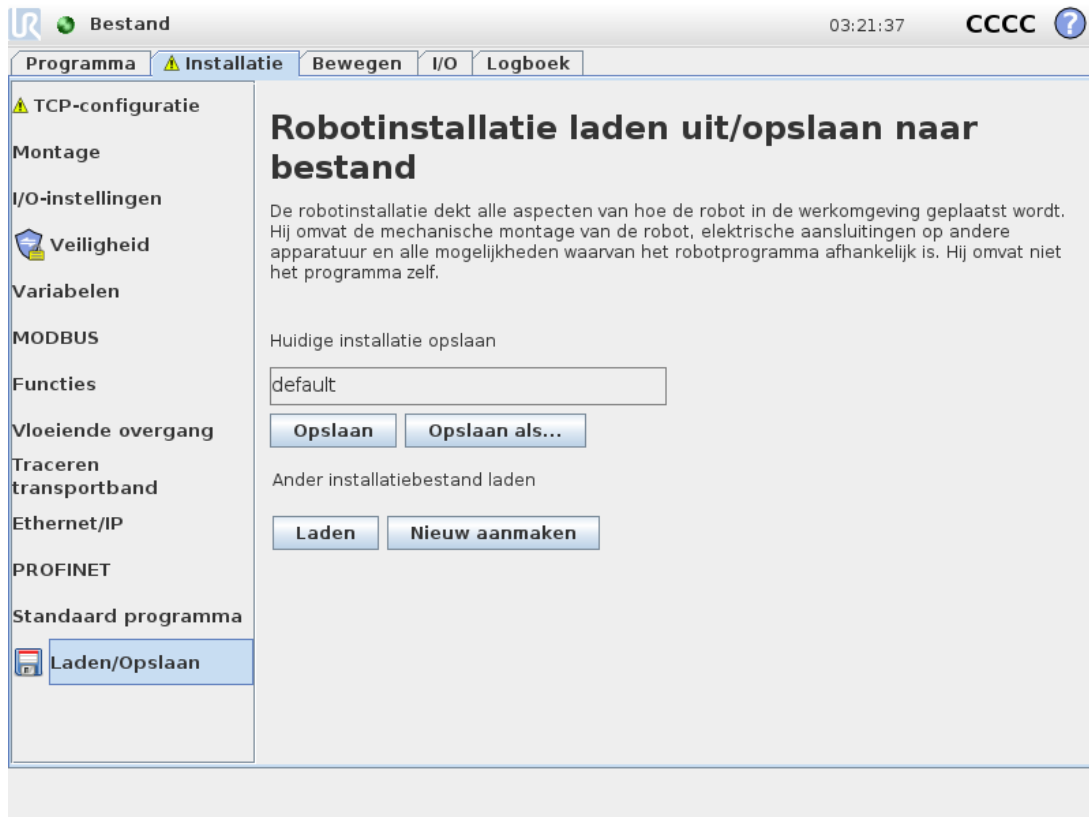 UR Bestand 03:21:37 CCCC ?
Programma Installatie Bewegen I/O Logboek
TCP-configuratie
Montage
I/O-instellingen
Veiligheid
Variabelen
MODBUS
Functies
Vloeiende overgang
Traceren
transportband
Ethernet/IP
PROFINET
Standaard programma
Laden/Opslaan
Robotinstallatie laden uit/opslaan naar
bestand
De robotinstallatie dekt alle aspecten van hoe de robot in de werkomgeving geplaatst wordt.
Hij omvat de mechanische montage van de robot, elektrische aansluitingen op andere
apparatuur en alle mogelijkheden waarvan het robotprogramma afhankelijk is. Hij omvat niet
het programma zelf.
Huidige installatie opslaan
default
Opslaan Opslaan als...
Ander installatiebestand laden
Laden Nieuw aanmaken